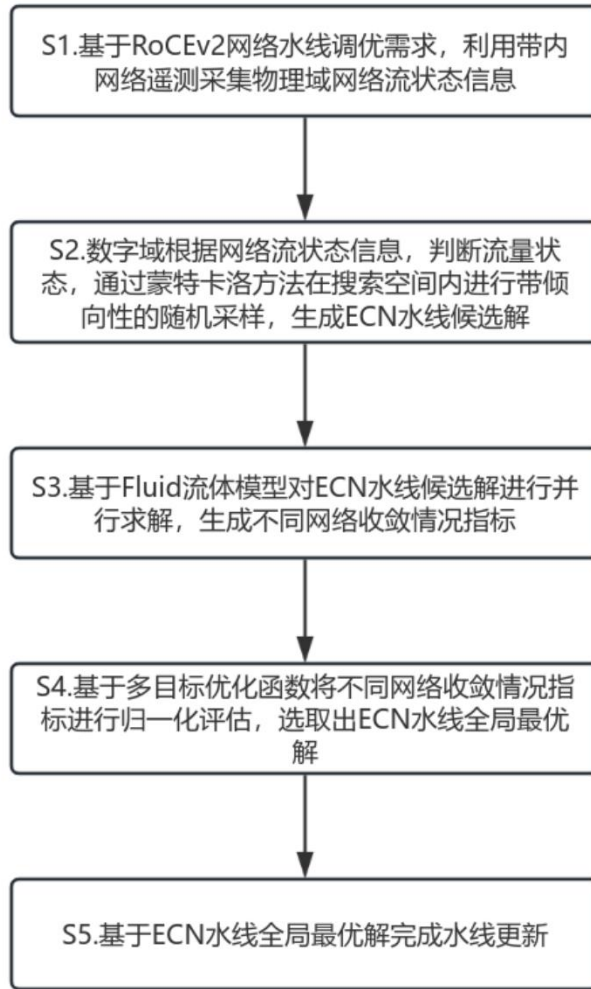 S1.基于RoCEv2网络水线调优需求，利用带内
网络遥测采集物理域网络流状态信息
S2.数字域根据网络流状态信息，判断流量状
态，通过蒙特卡洛方法在搜索空间内进行带倾
向性的随机采样，生成ECN水线候选解
S3.基于Fluid流体模型对ECN水线候选解进行并
行求解，生成不同网络收敛情况指标
S4.基于多目标优化函数将不同网络收敛情况指
标进行归一化评估，选取出ECN水线全局最优
解
S5.基于ECN水线全局最优解完成水线更新